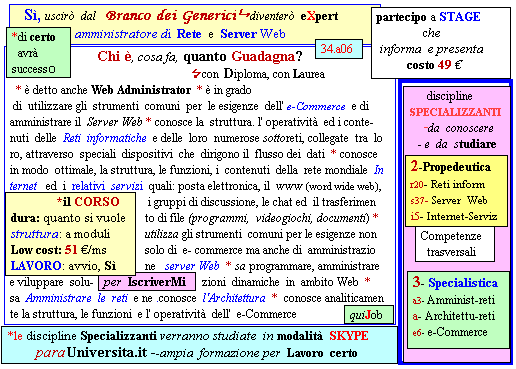 Sì, uscirò dal Branco dei Generici diventerò eXpert
amministratore di Rete e Server Web
*di certo
avrà
successO
34.a06
partecipo a STAGE
che
informa e presenta
costo 49 €
Chi è, cosa fa, quanto Guadagna?
con Diploma, con Laurea
* è detto anche Web Administrator * è in grado
di utilizzare gli strumenti comuni per le esigenze dell' e-Commerce e di
amministrare il Server Web * conosce la struttura. l' operatività ed i conte-
nuti delle Reti informatiche e delle loro numerose sottoreti, collegate tra lo
ro, attraverso speciali dispositivi che dirigono il flusso dei dati * conosce
in modo ottimale, la struttura, le funzioni, i contenuti della rete mondiale In
ternet ed i relativi servizi quali: posta elettronica, il www (word wide web),
i gruppi di discussione, le chat ed il trasferimen
to di file (programmi, videogiochi, documenti) *
utilizza gli strumenti comuni per le esigenze non
solo di e- commerce ma anche di amministrazio
ne server Web * sa programmare, amministrare
e viluppare solu- per IscriverMi zioni dinamiche in ambito Web *
sa Amministrare le reti e ne .conosce l'Architettura * conosce analiticamen
te la struttura, le funzioni e l' operatività dell' e-Commerce
quiJob
*il CORSO
dura: quanto si vuole
struttura: a moduli
Low cost: 51 €/ms
LAVORO: avvio, Sì
discipline
SPECIALIZZANTI
-da conoscere
- e da studiare
2-Propedeutica
r20- Reti inform
s37- Server Web
i5- Internet-Serviz
Competenze
trasversali
3- Specialistica
a3- Amminist-reti
a- Architettu-reti
e6- e-Commerce
*le discipline Specializzanti verranno studiate in modalità SKYPE
paraUniversita.it --ampia formazione per Lavoro certo